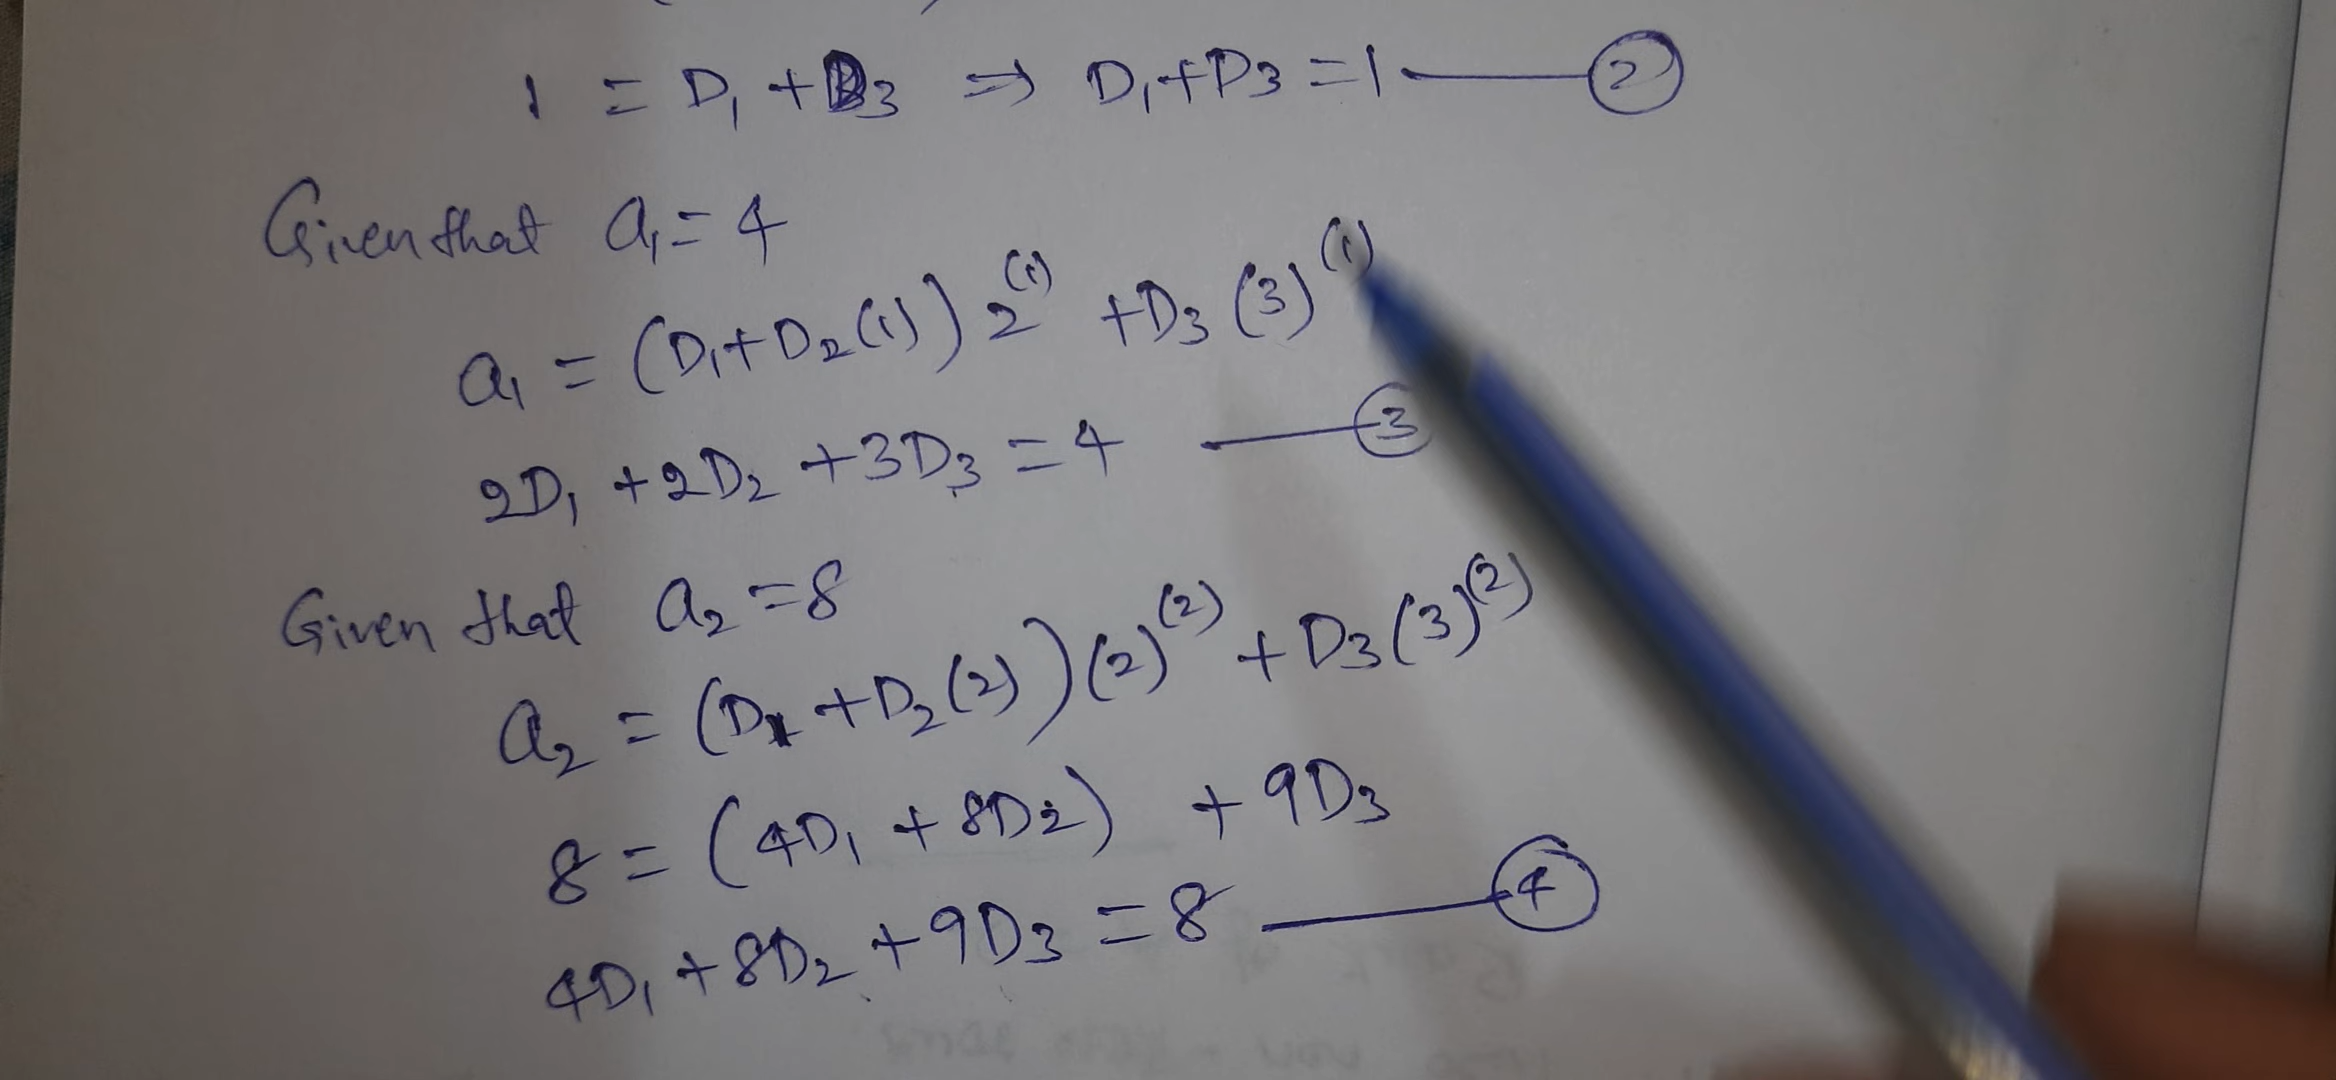 1 = D₁ + D₃ ⇒ D₁ + D₃ = 1 — ②
Given that a₁ = 4
a₁ = (D₁ + D₂(1)) 2⁽¹⁾ + D₃ (3)⁽¹⁾
2D₁ + 2D₂ + 3D₃ = 4 — ③
Given that a₂ = 8
a₂ = (D₁ + D₂(2)) (2)⁽²⁾ + D₃ (3)⁽²⁾
8 = (4D₁ + 8D₂) + 9D₃
4D₁ + 8D₂ + 9D₃ = 8 — ④